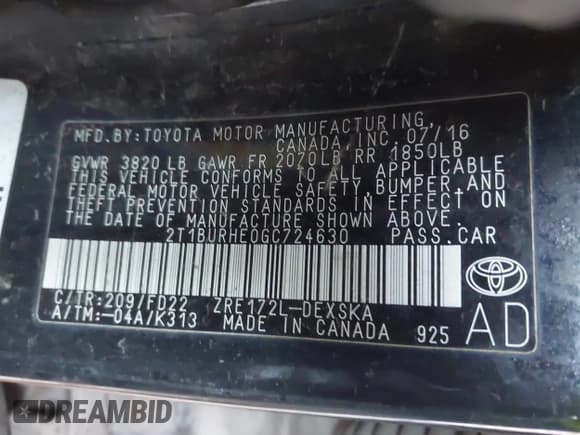 MFD.BY:TOYOTA MOTOR MANUFACTURING,
CANADA, INC. 07/16
GVWR 3820 LB GAWR FR 2070LB RR 1850LB
THIS VEHICLE CONFORMS TO ALL APPLICABLE
FEDERAL MOTOR VEHICLE SAFETY,BUMPER,AND
THEFT PREVENTION STANDARDS IN EFFECT ON
THE DATE OF MANUFACTURE SHOWN ABOVE.
2T1BURHE0GC724630 PASS.CAR
C/TR:209/FD22 ZRE172L-DEXSKA
A/TM:-04A/K313 MADE IN CANADA 925
AD
DREAMBID